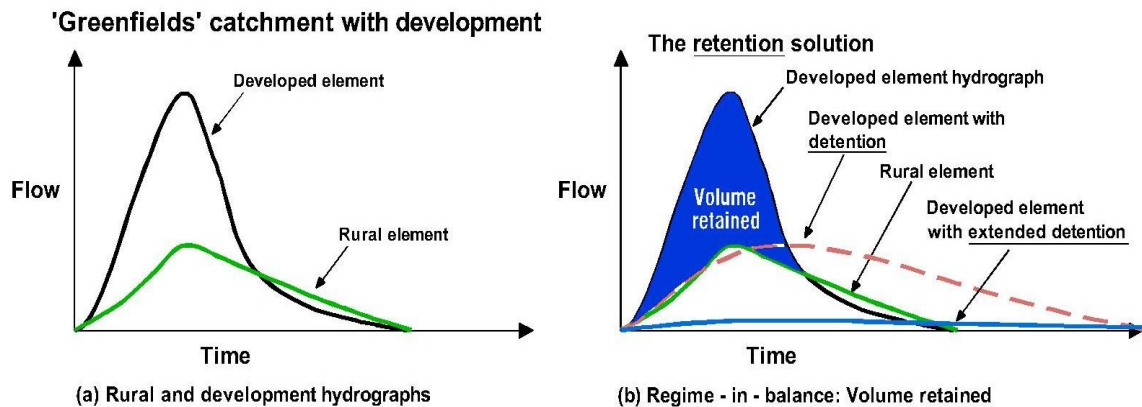 'Greenfields' catchment with development
Developed element
Flow
Rural element
Time
(a) Rural and development hydrographs
The retention solution
Developed element hydrograph
Developed element with
detention
Rural element
Flow
Volume
retained
Developed element
with extended detention
Time
(b) Regime - in - balance: Volume retained